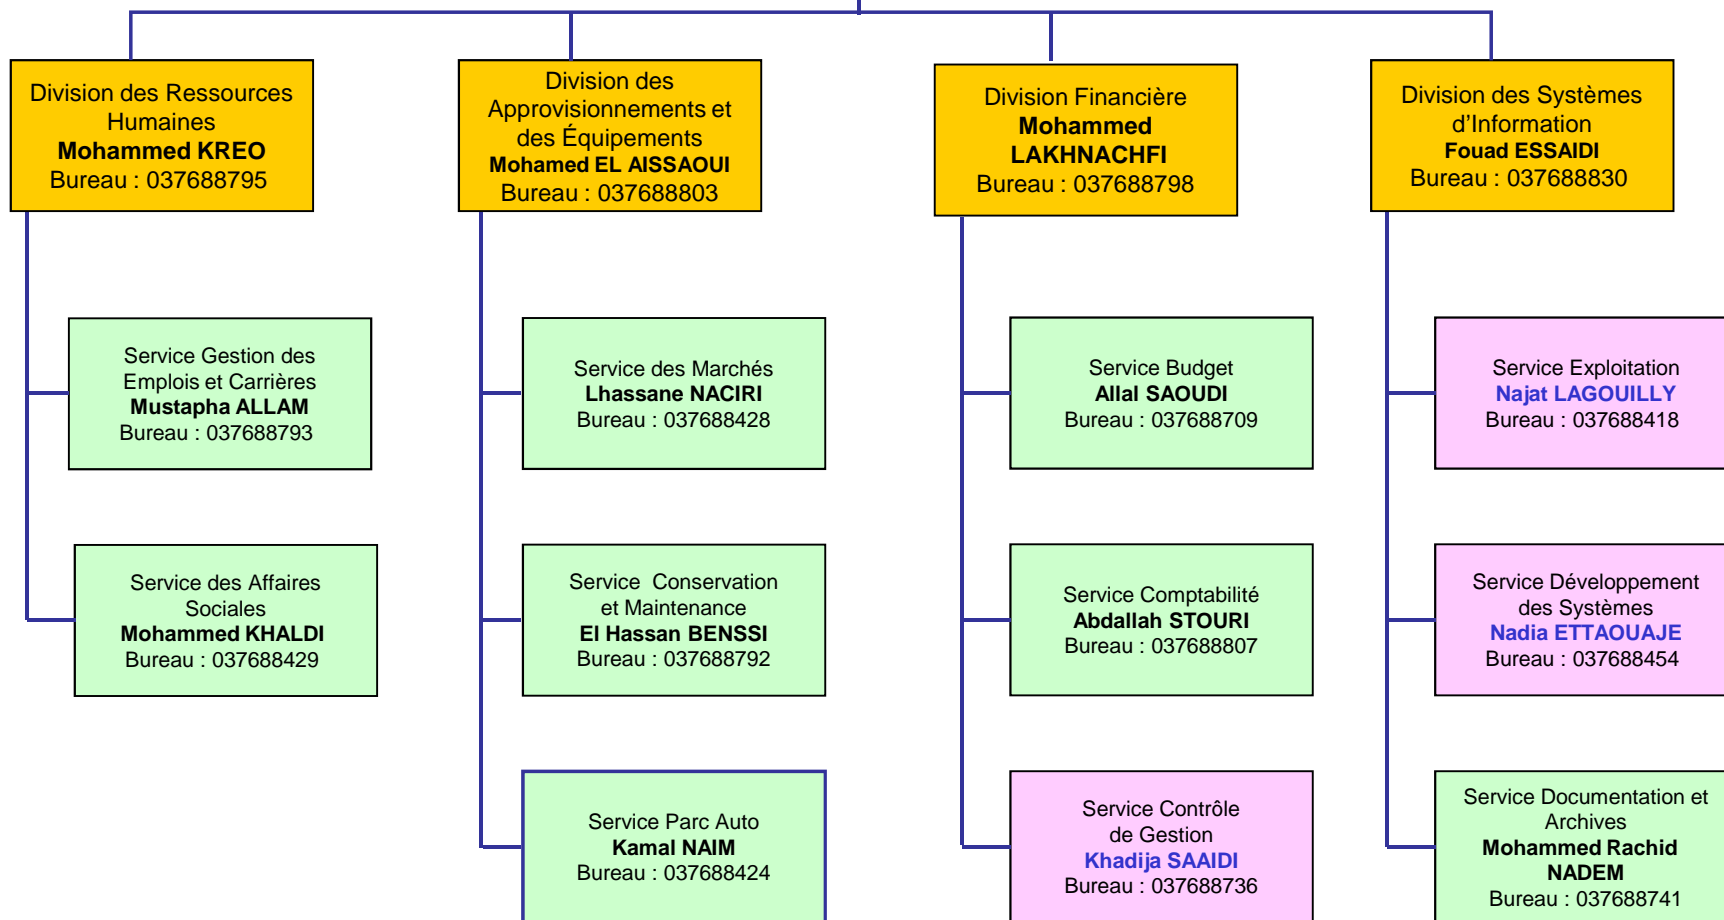 Division des Ressources
Humaines
Mohammed KREO
Bureau : 037688795
Division des
Approvisionnements et
des Équipements
Mohamed EL AISSAOUI
Bureau : 037688803
Division Financière
Mohammed
LAKHNACHFI
Bureau : 037688798
Division des Systèmes
d’Information
Fouad ESSAIDI
Bureau : 037688830
Service Gestion des
Emplois et Carrières
Mustapha ALLAM
Bureau : 037688793
Service des Marchés
Lhassane NACIRI
Bureau : 037688428
Service Budget
Allal SAOUDI
Bureau : 037688709
Service Exploitation
Najat LAGOUILLY
Bureau : 037688418
Service des Affaires
Sociales
Mohammed KHALDI
Bureau : 037688429
Service Conservation
et Maintenance
El Hassan BENSSI
Bureau : 037688792
Service Comptabilité
Abdallah STOURI
Bureau : 037688807
Service Développement
des Systèmes
Nadia ETTAOUAJE
Bureau : 037688454
Service Parc Auto
Kamal NAIM
Bureau : 037688424
Service Contrôle
de Gestion
Khadija SAAIDI
Bureau : 037688736
Service Documentation et
Archives
Mohammed Rachid
NADEM
Bureau : 037688741